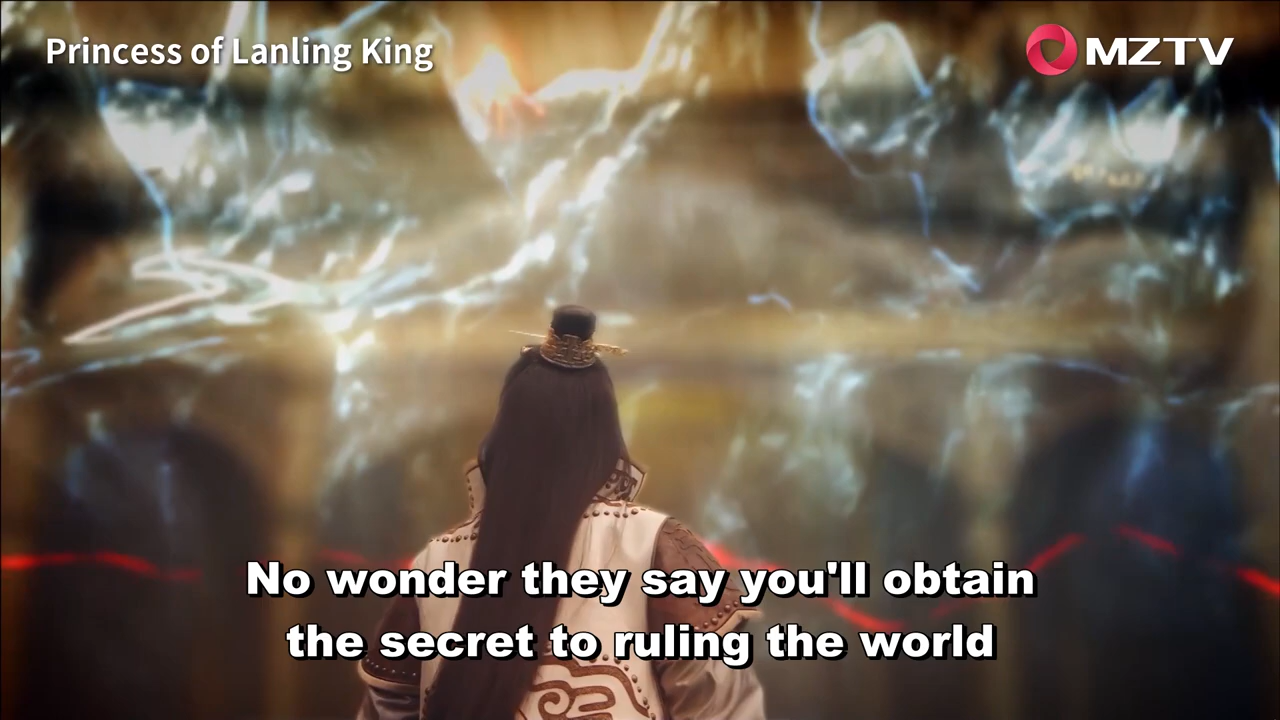 Princess of Lanling King
MZTV
No wonder they say you'll obtain
the secret to ruling the world